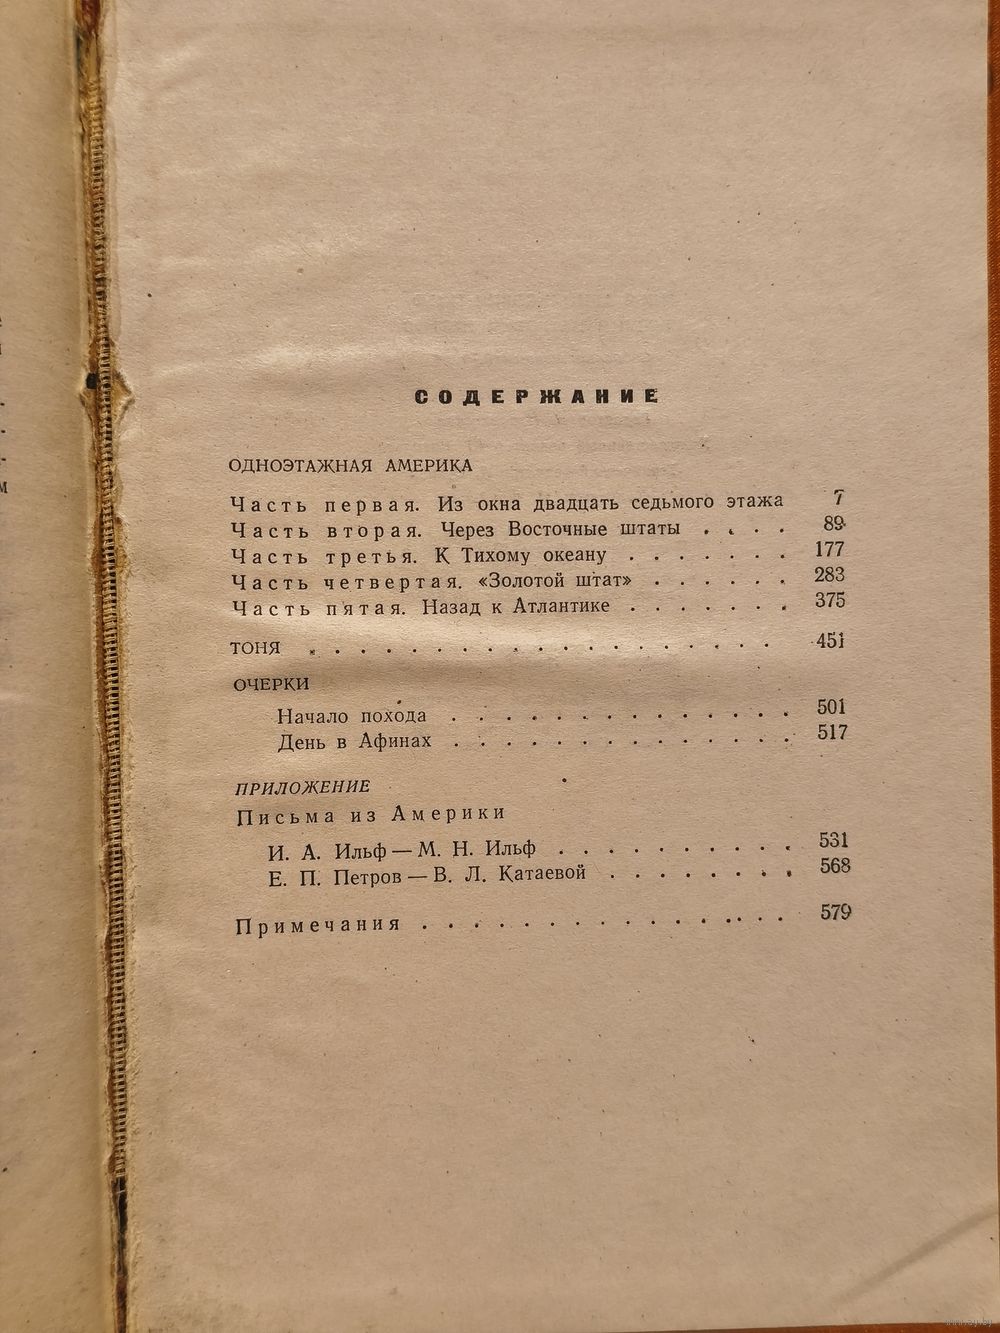 СОДЕРЖАНИЕ
ОДНОЭТАЖНАЯ АМЕРИКА
Часть первая. Из окна двадцать седьмого этажа 7
Часть вторая. Через Восточные штаты . . . . 89
Часть третья. К Тихому океану . . . . . . . 177
Часть четвертая. «Золотой штат» . . . . . . 283
Часть пятая. Назад к Атлантике . . . . . . . 375
ТОНЯ . . . . . . . . . . . . . . . . . . . 451
ОЧЕРКИ
Начало похода . . . . . . . . . . . . . . 501
День в Афинах . . . . . . . . . . . . . . 517
ПРИЛОЖЕНИЕ
Письма из Америки
И. А. Ильф — М. Н. Ильф . . . . . . . . . . 531
Е. П. Петров — В. Л. Катаевой . . . . . . . . 568
Примечания . . . . . . . . . . . . . . . 579